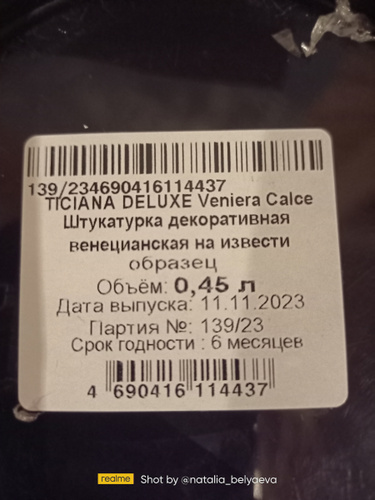 139/234690416114437
TICIANA DELUXE Veniera Calce
Штукатурка декоративная
венецианская на извести
образец
Объём: 0,45 л
Дата выпуска: 11.11.2023
Партия №: 139/23
Срок годности : 6 месяцев
4 690416 114437
realme Shot by @natalia_belyaeva